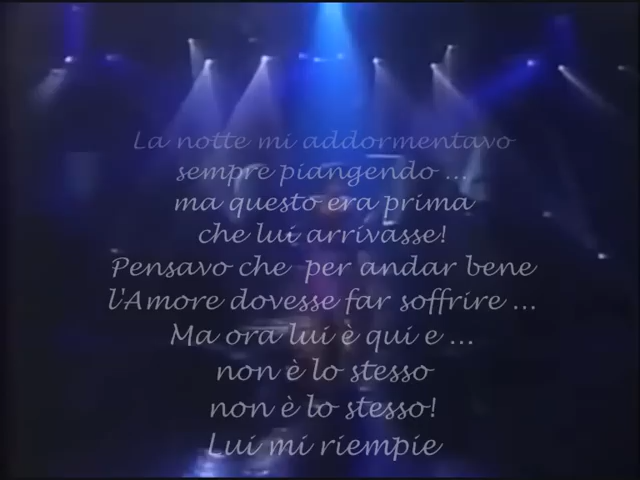 La notte mi addormentavo
sempre piangendo ...
ma questo era prima
che lui arrivasse!
Pensavo che per andar bene
l'Amore dovesse far soffrire ...
Ma ora lui è qui e ...
non è lo stesso
non è lo stesso!
Lui mi riempie